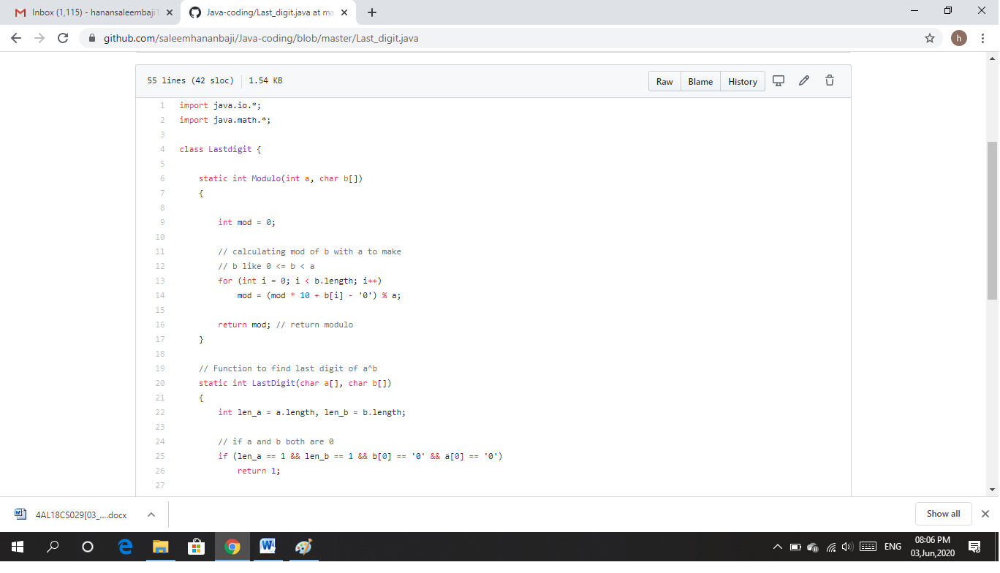 Inbox (1,115) - hanansaleembaji1
Java-coding/Last_digit.java at ma
github.com/saleemhananbaji/Java-coding/blob/master/Last_digit.java
h
55 lines (42 sloc) 1.54 KB
Raw Blame History
1 import java.io.*;
2 import java.math.*;
3
4 class Lastdigit {
5
6 static int Modulo(int a, char b[])
7 {
8
9 int mod = 0;
10
11 // calculating mod of b with a to make
12 // b like 0 <= b < a
13 for (int i = 0; i < b.length; i++)
14 mod = (mod * 10 + b[i] - '0') % a;
15
16 return mod; // return modulo
17 }
18
19 // Function to find last digit of a^b
20 static int LastDigit(char a[], char b[])
21 {
22 int len_a = a.length, len_b = b.length;
23
24 // if a and b both are 0
25 if (len_a == 1 && len_b == 1 && b[0] == '0' && a[0] == '0')
26 return 1;
27
4AL18CS029[03_....docx
Show all
ENG
08:06 PM
03,Jun,2020